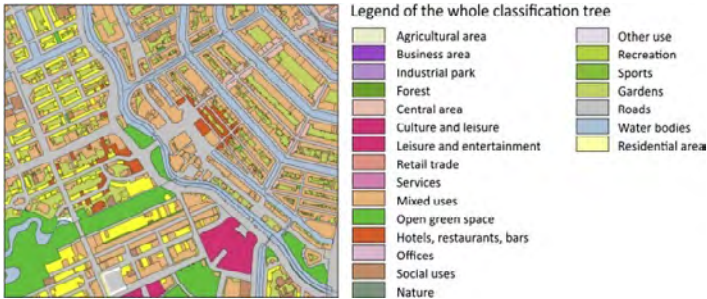 Legend of the whole classification tree
Agricultural area
Business area
Industrial park
Forest
Central area
Culture and leisure
Leisure and entertainment
Retail trade
Services
Mixed uses
Open green space
Hotels, restaurants, bars
Offices
Social uses
Nature
Other use
Recreation
Sports
Gardens
Roads
Water bodies
Residential area